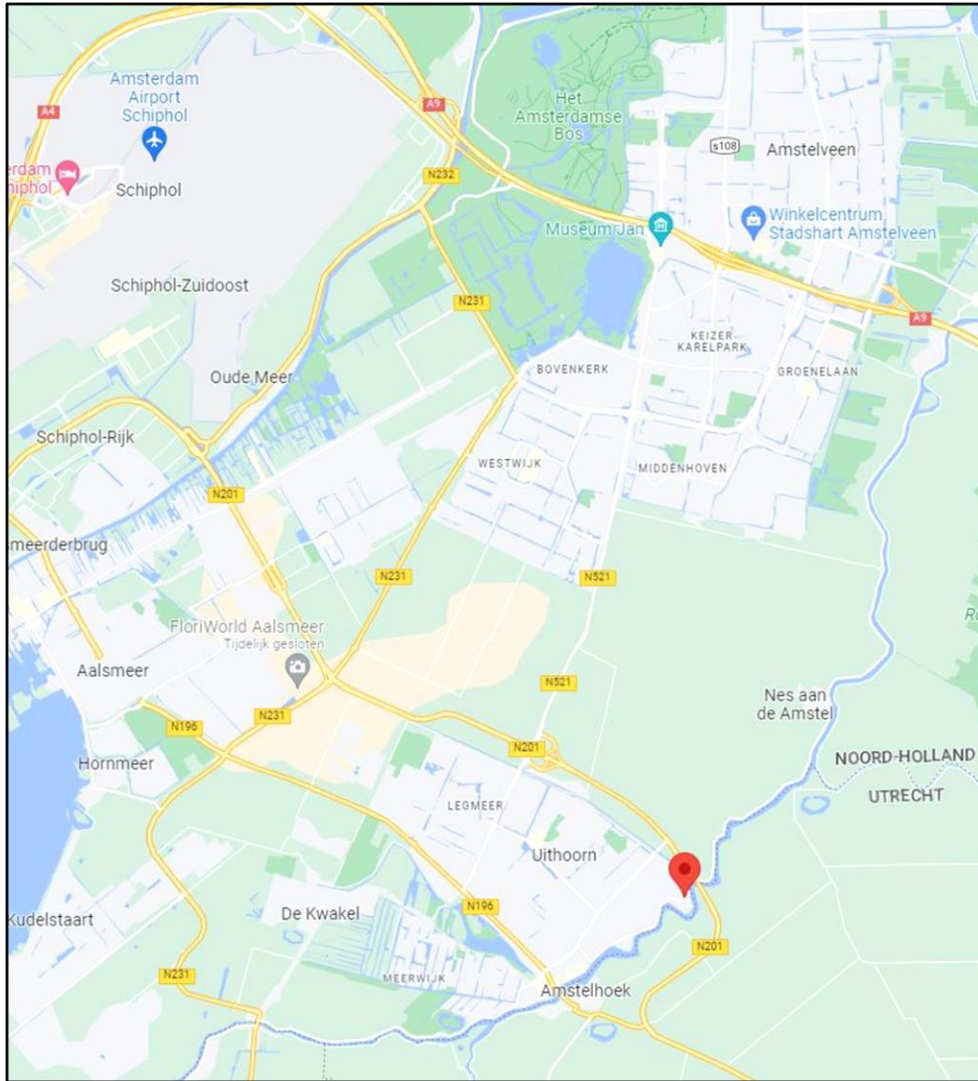 Amsterdam
Airport
Schiphol
A4
A9
Het
Amsterdamse
Bos
s108
Amstelveen
erdam
hiphol
Schiphol
N232
Winkelcentrum
Stadshart Amstelveen
Museum Jan
Schiphol-Zuidoost
N231
A9
KEIZER
KARELPARK
Oude Meer
BOVENKERK
GROENELAAN
Schiphol-Rijk
WESTWIJK
MIDDENHOVEN
N201
smeerderbrug
N231
N521
FloriWorld Aalsmeer
Tijdelijk gesloten
Aalsmeer
N521
Nes aan
de Amstel
N231
N196
N201
Hornmeer
NOORD-HOLLAND
UTRECHT
LEGMEER
Uithoorn
N196
De Kwakel
Kudelstaart
N201
N231
MEERWIJK
Amstelhoek